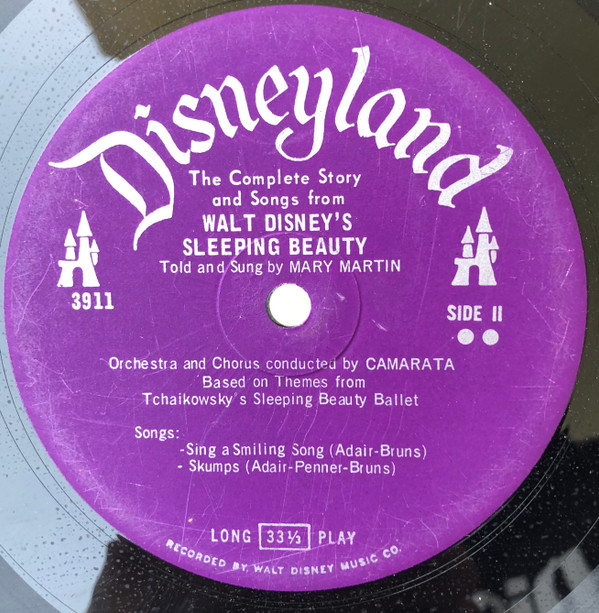 Disneyland
The Complete Story
and Songs from
WALT DISNEY'S
SLEEPING BEAUTY
Told and Sung by MARY MARTIN
3911
SIDE II
Orchestra and Chorus conducted by CAMARATA
Based on Themes from
Tchaikowsky's Sleeping Beauty Ballet
Songs:
-Sing a Smiling Song (Adair-Bruns)
- Skumps (Adair-Penner-Bruns)
LONG 33 1/3 PLAY
RECORDED BY WALT DISNEY MUSIC CO.